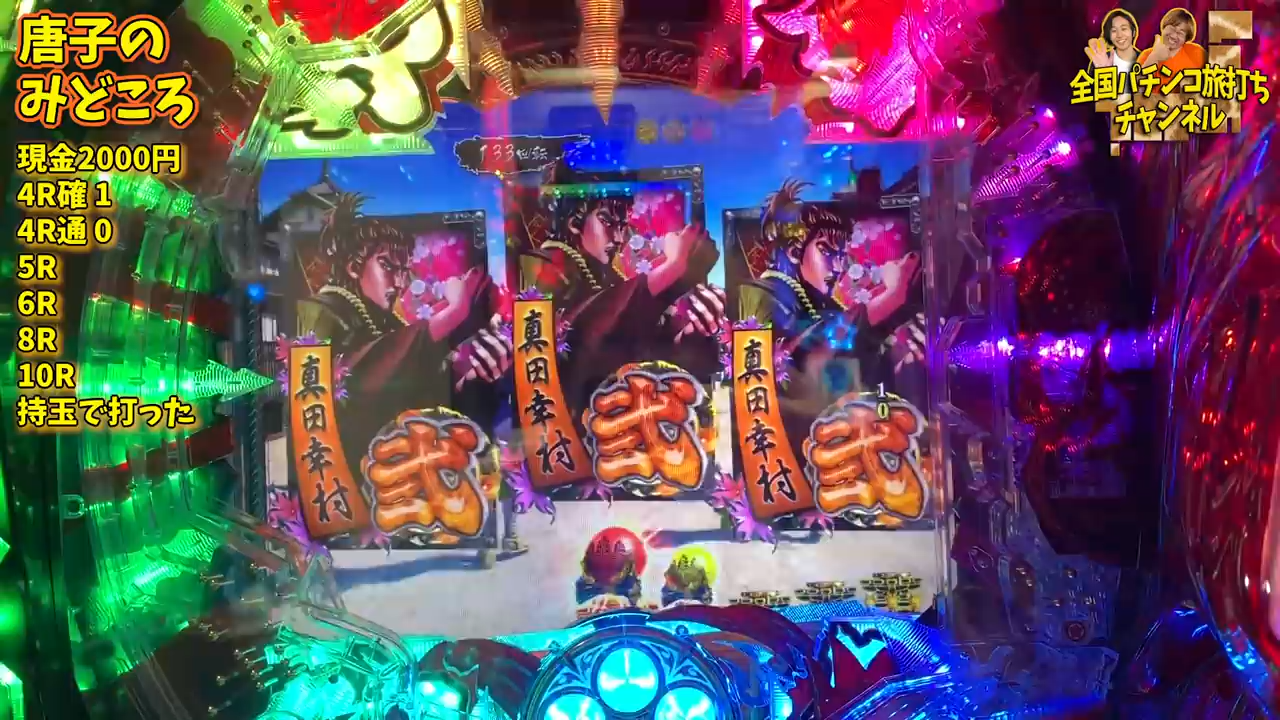 唐子の
みどころ
現金2000円
4R確 1
4R通 0
5R
6R
8R
10R
持玉で打った
全国パチンコ旅打ち
チャンネル
133
真田幸村
弐
真田幸村
弐
真田幸村
弐
10